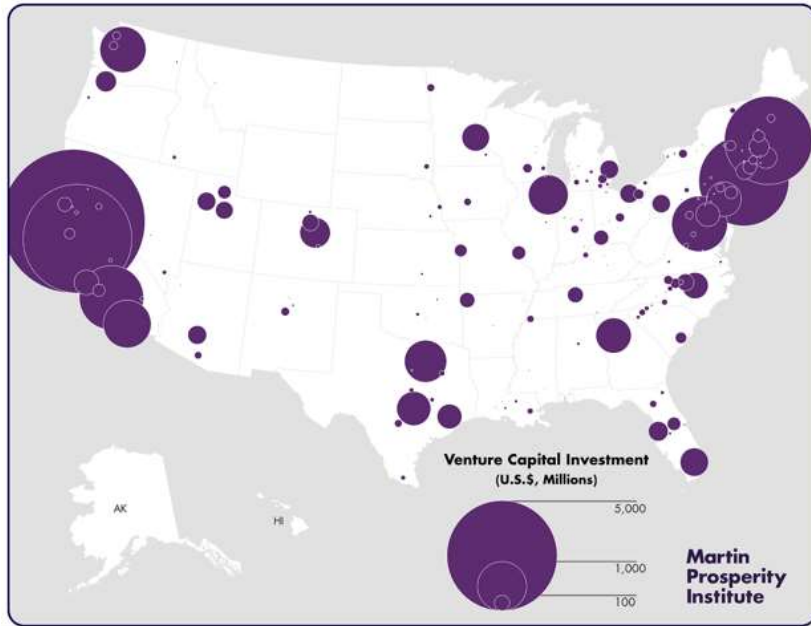 AK
HI
Venture Capital Investment
(U.S.$, Millions)
5,000
1,000
100
Martin
Prosperity
Institute